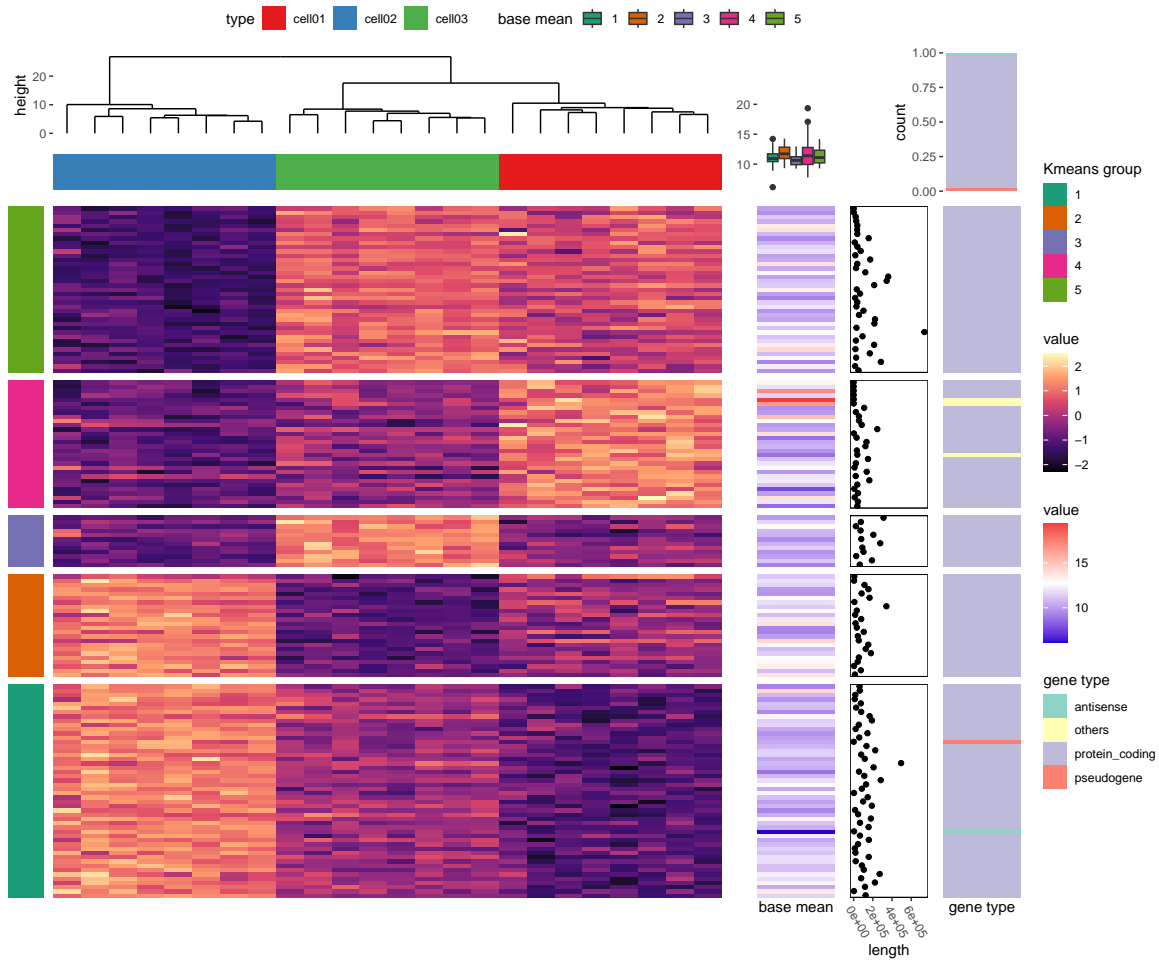 type cell01 cell02 cell03 base mean 1 2 3 4 5
height
20
10
0
20
15
10
count
1.00
0.75
0.50
0.25
0.00
Kmeans group
1
2
3
4
5
value
2
1
0
−1
−2
value
15
10
gene type
antisense
others
protein_coding
pseudogene
base mean
0e+00
2e+05
4e+05
6e+05
length
gene type